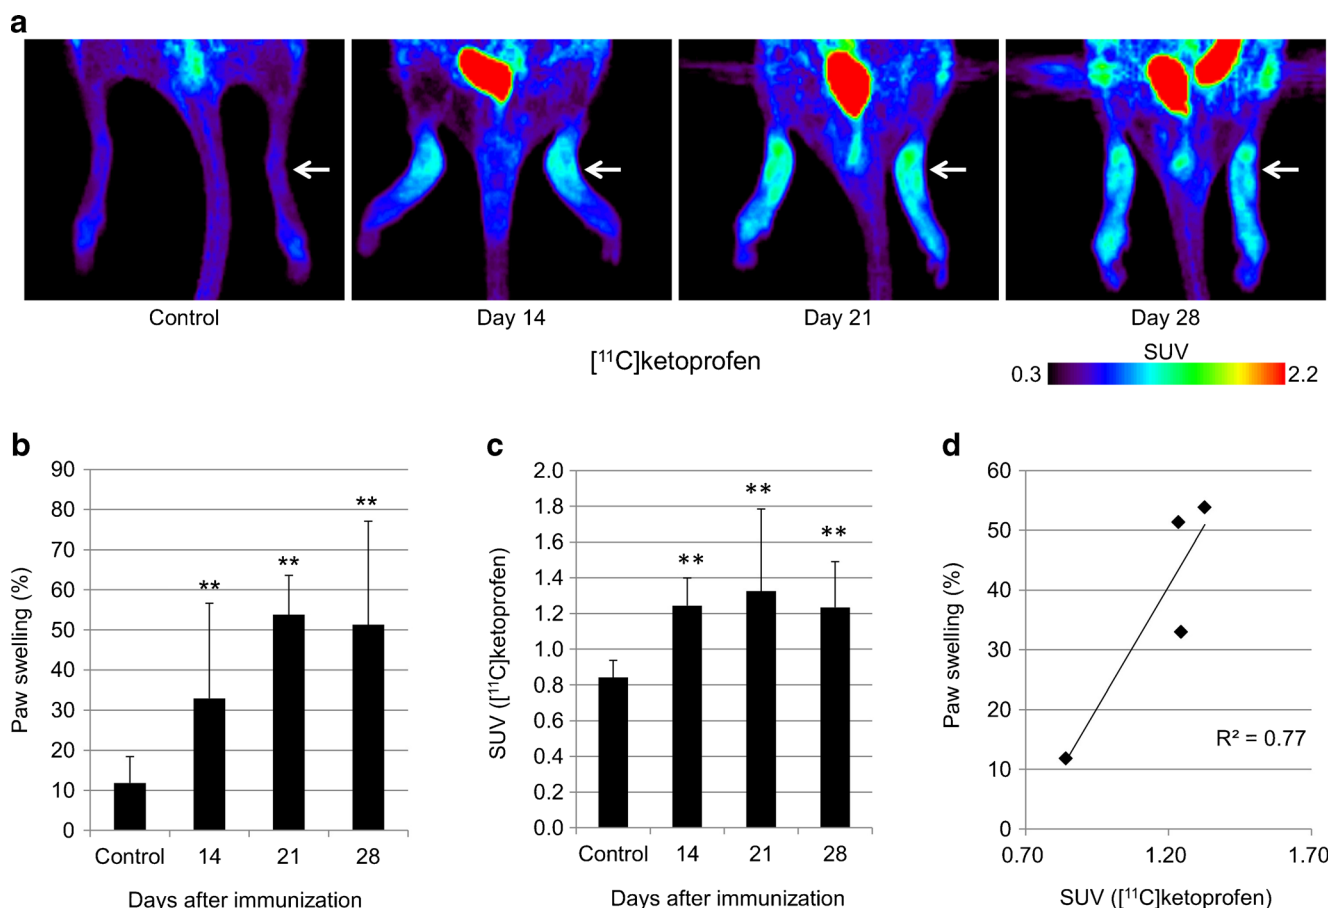 a
Control
Day 14
Day 21
Day 28
[¹¹C]ketoprofen
SUV
0.3
2.2
b
Paw swelling (%)
90
80
70
60
50
40
30
20
10
0
**
**
**
Control
14
21
28
Days after immunization
c
SUV ([¹¹C]ketoprofen)
2.0
1.8
1.6
1.4
1.2
1.0
0.8
0.6
0.4
0.2
0.0
**
**
**
Control
14
21
28
Days after immunization
d
Paw swelling (%)
60
50
40
30
20
10
0
R² = 0.77
0.70
1.20
1.70
SUV ([¹¹C]ketoprofen)